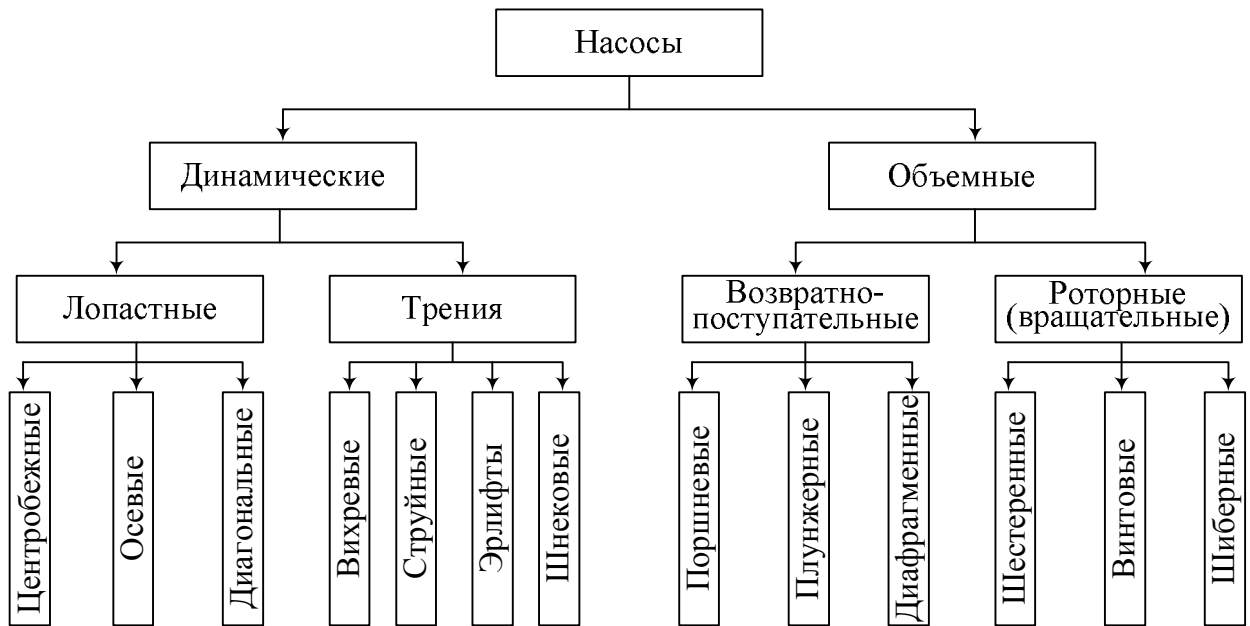 Насосы
Динамические
Объемные
Лопастные
Трения
Возвратно-
поступательные
Роторные
(вращательные)
Центробежные
Осевые
Диагональные
Вихревые
Струйные
Эрлифты
Шнековые
Поршневые
Плунжерные
Диафрагменные
Шестеренные
Винтовые
Шиберные